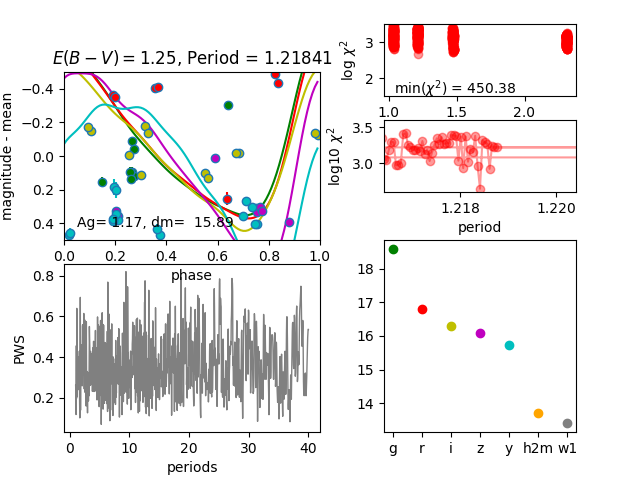 E(B − V) = 1.25, Period = 1.21841
magnitude - mean
−0.4
−0.2
0.0
0.2
0.4
Ag= 1.17, dm=  15.89
0.0 0.2 0.4 0.6 0.8 1.0
phase
log χ²
3
2
min(χ²) = 450.38
1.0 1.5 2.0
log10 χ²
3.5
3.0
1.218 1.220
period
PWS
0.8
0.6
0.4
0.2
0 10 20 30 40
periods
18
17
16
15
14
g r i z y h2m w1